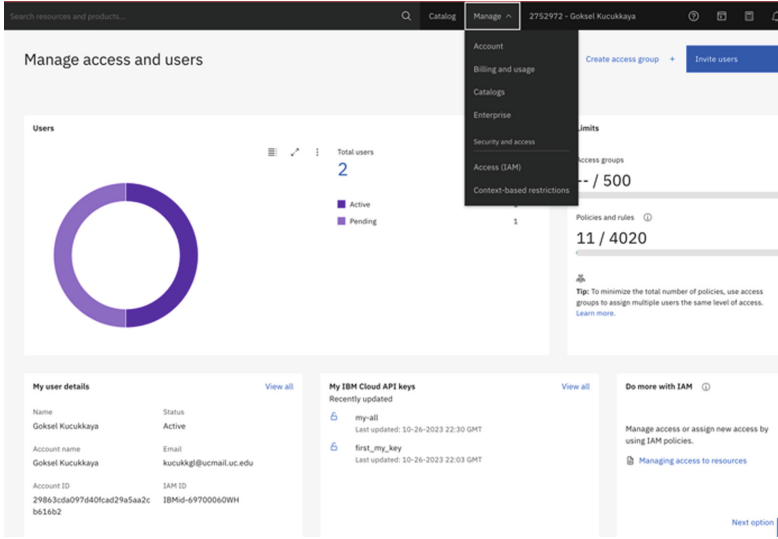 Search resources and products...
Catalog
Manage
2752972 - Goksel Kucukkaya
Account
Billing and usage
Catalogs
Enterprise
Security and access
Access (IAM)
Context-based restrictions
Manage access and users
Create access group +
Invite users
Users
Total users
2
Active
Pending 1
Limits
Access groups
-- / 500
Policies and rules
11 / 4020
Tip: To minimize the total number of policies, use access
groups to assign multiple users the same level of access.
Learn more.
My user details
View all
Name
Goksel Kucukkaya
Status
Active
Account name
Goksel Kucukkaya
Email
kucukkgl@ucmail.uc.edu
Account ID
29863cda097d40fcad29a5aa2c
b616b2
IAM ID
IBMid-69700060WH
My IBM Cloud API keys
View all
Recently updated
my-all
Last updated: 10-26-2023 22:30 GMT
first_my_key
Last updated: 10-26-2023 22:03 GMT
Do more with IAM
Manage access or assign new access by
using IAM policies.
Managing access to resources
Next option